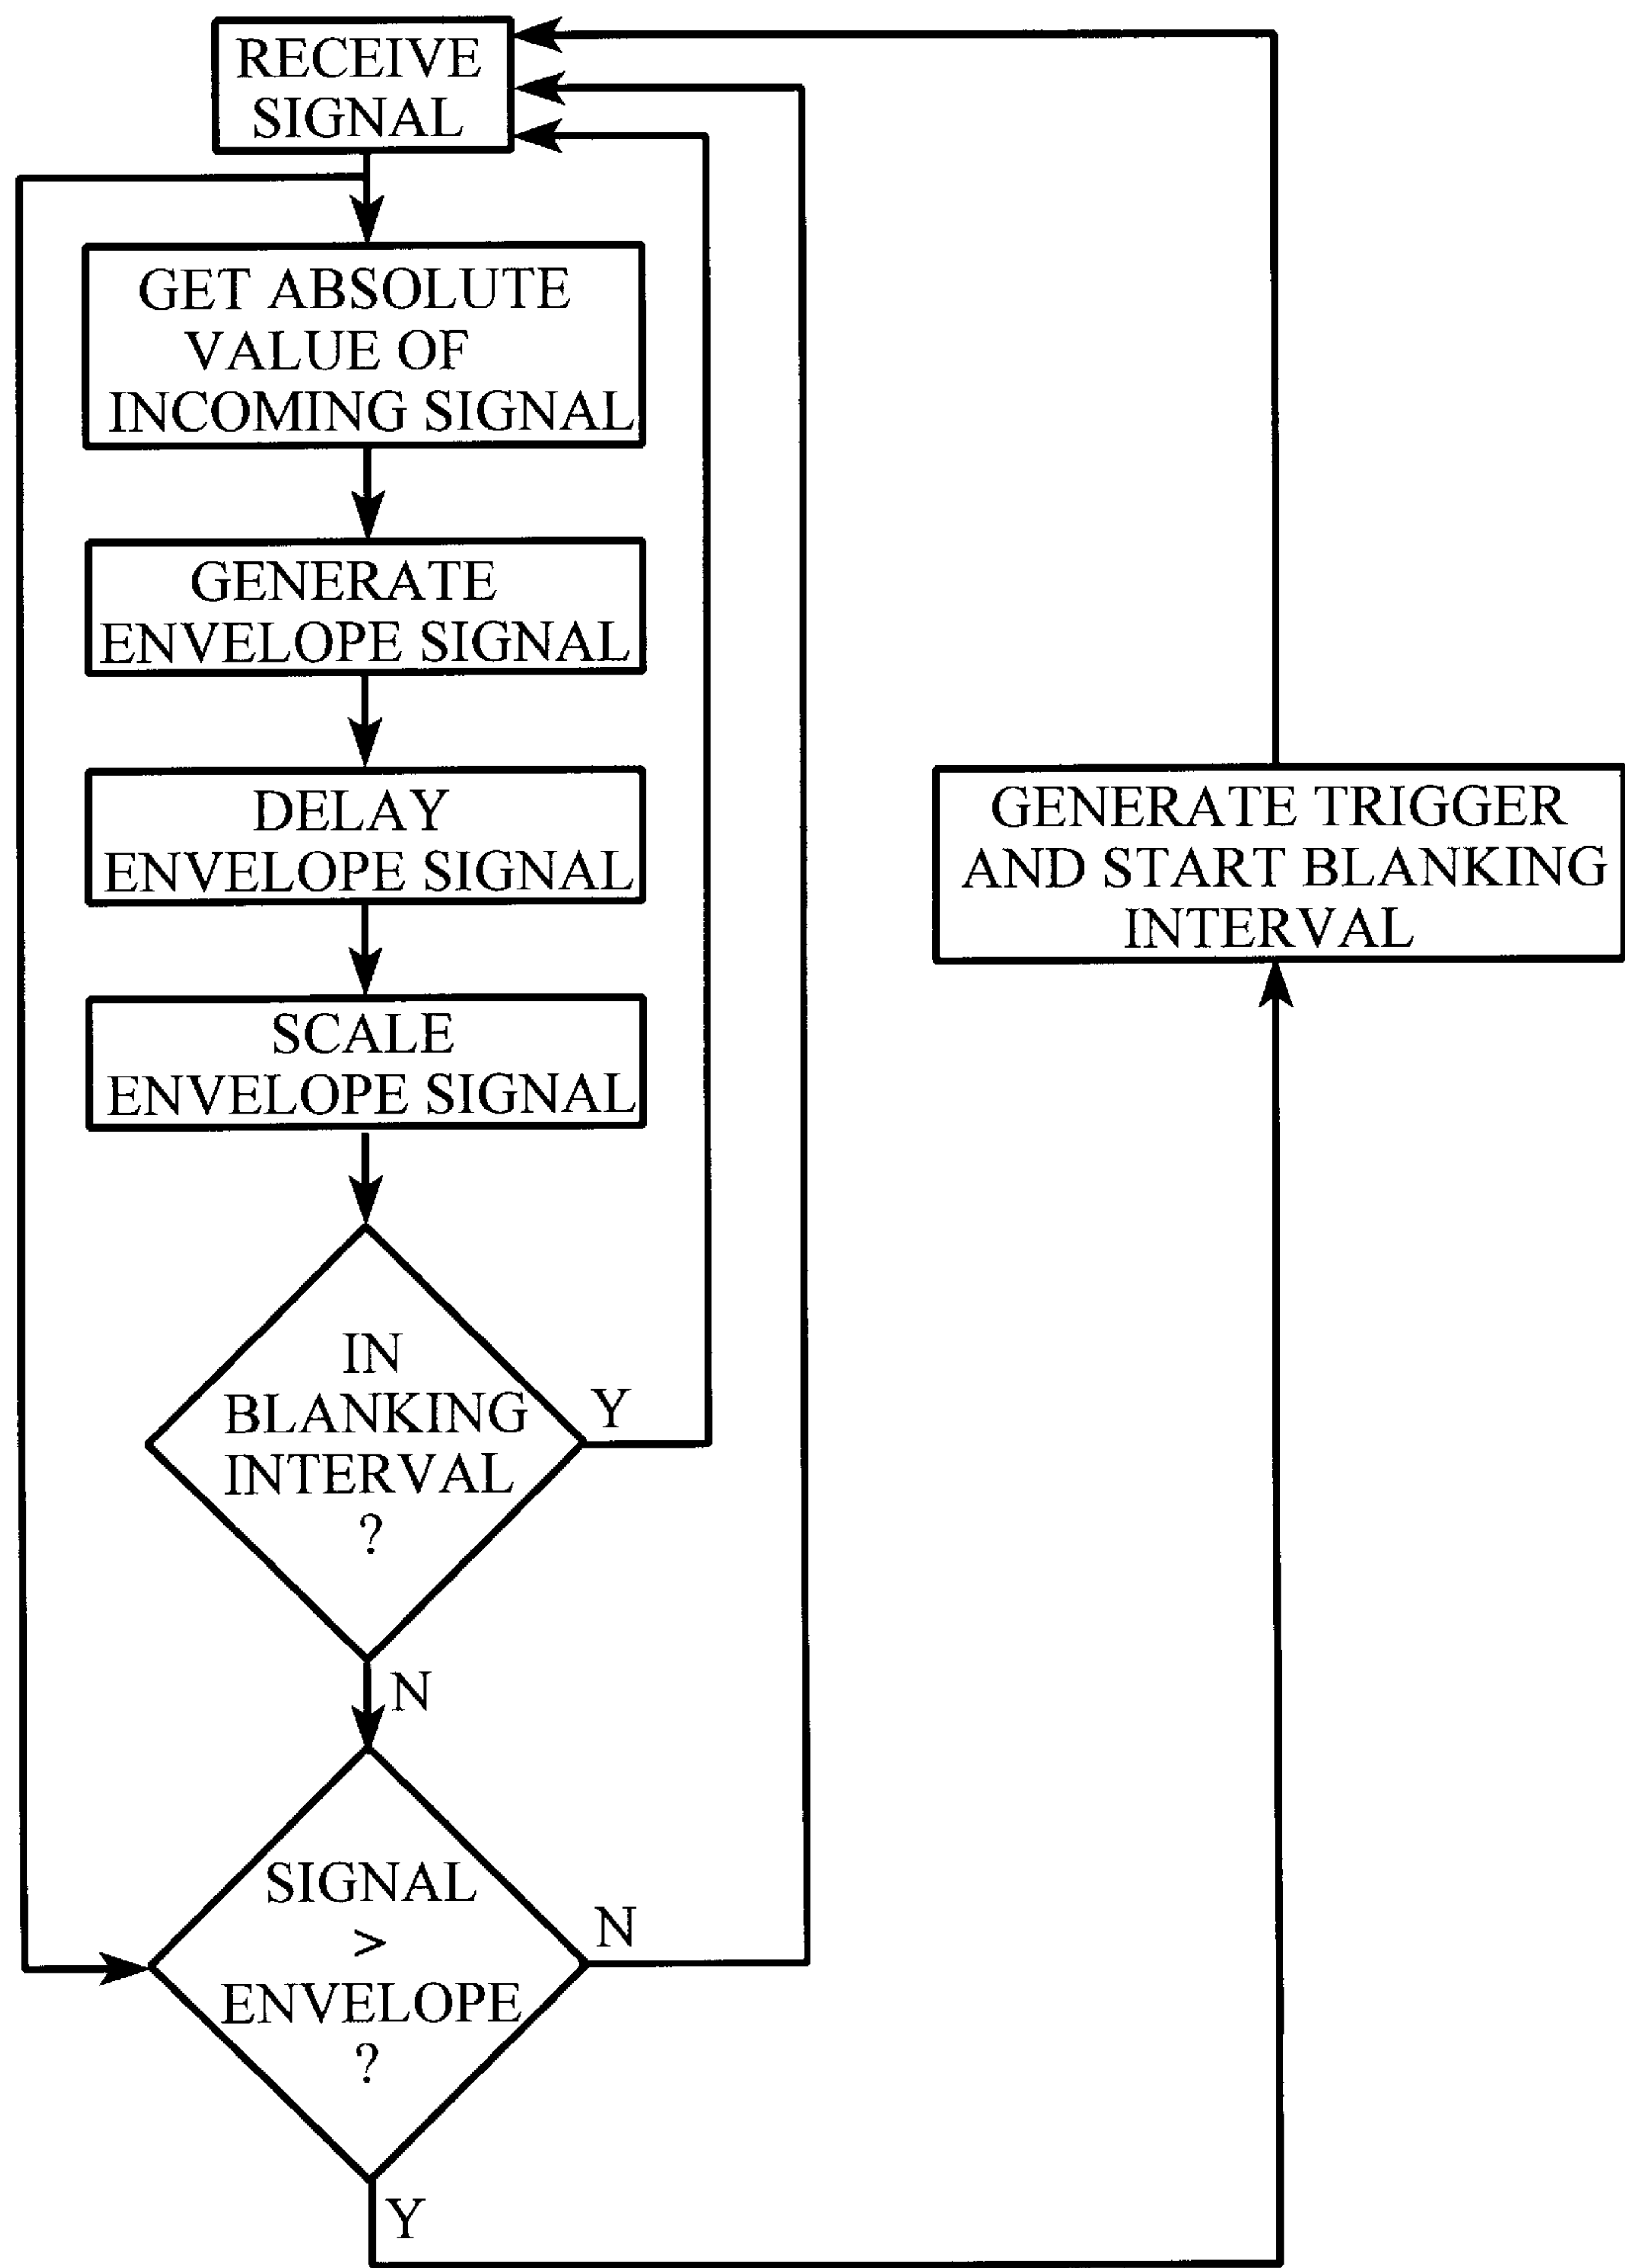 RECEIVE
SIGNAL
GET ABSOLUTE
VALUE OF
INCOMING SIGNAL
GENERATE
ENVELOPE SIGNAL
DELAY
ENVELOPE SIGNAL
SCALE
ENVELOPE SIGNAL
IN
BLANKING
INTERVAL
?
Y
N
SIGNAL
>
ENVELOPE
?
N
Y
GENERATE TRIGGER
AND START BLANKING
INTERVAL